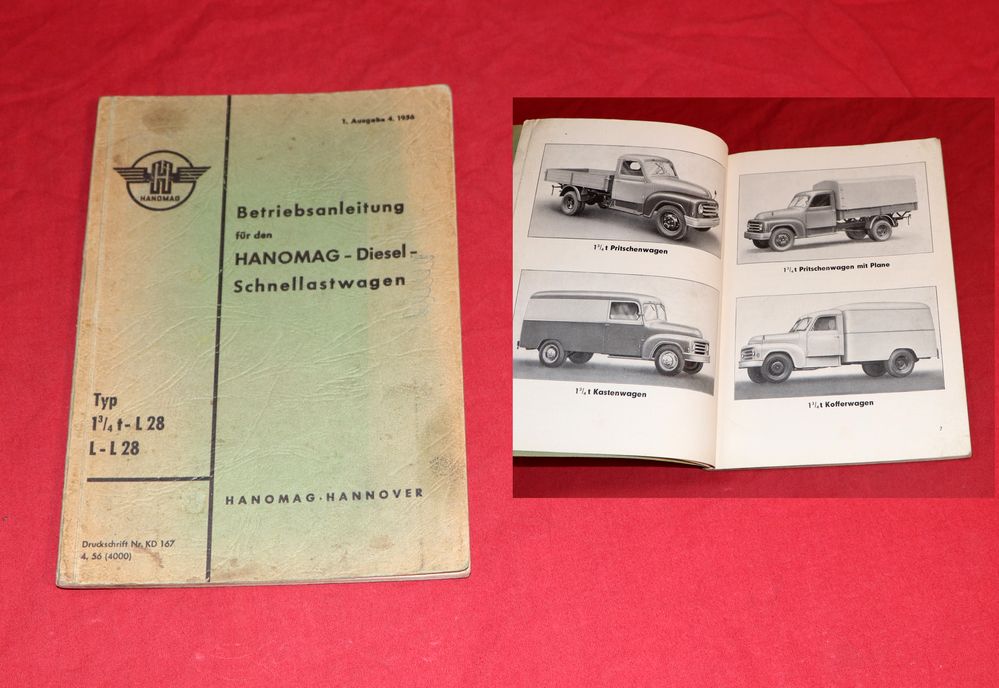 1. Ausgabe 4. 1956
HANOMAG
Betriebsanleitung
für den
HANOMAG - Diesel -
Schnellastwagen
Typ
1³/₄ t - L 28
L - L 28
HANOMAG · HANNOVER
Druckschrift Nr. KD 167
4. 56 (4000)
1³/₄ t Pritschenwagen
1³/₄ t Kastenwagen
1³/₄ t Pritschenwagen mit Plane
1³/₄ t Kofferwagen
7